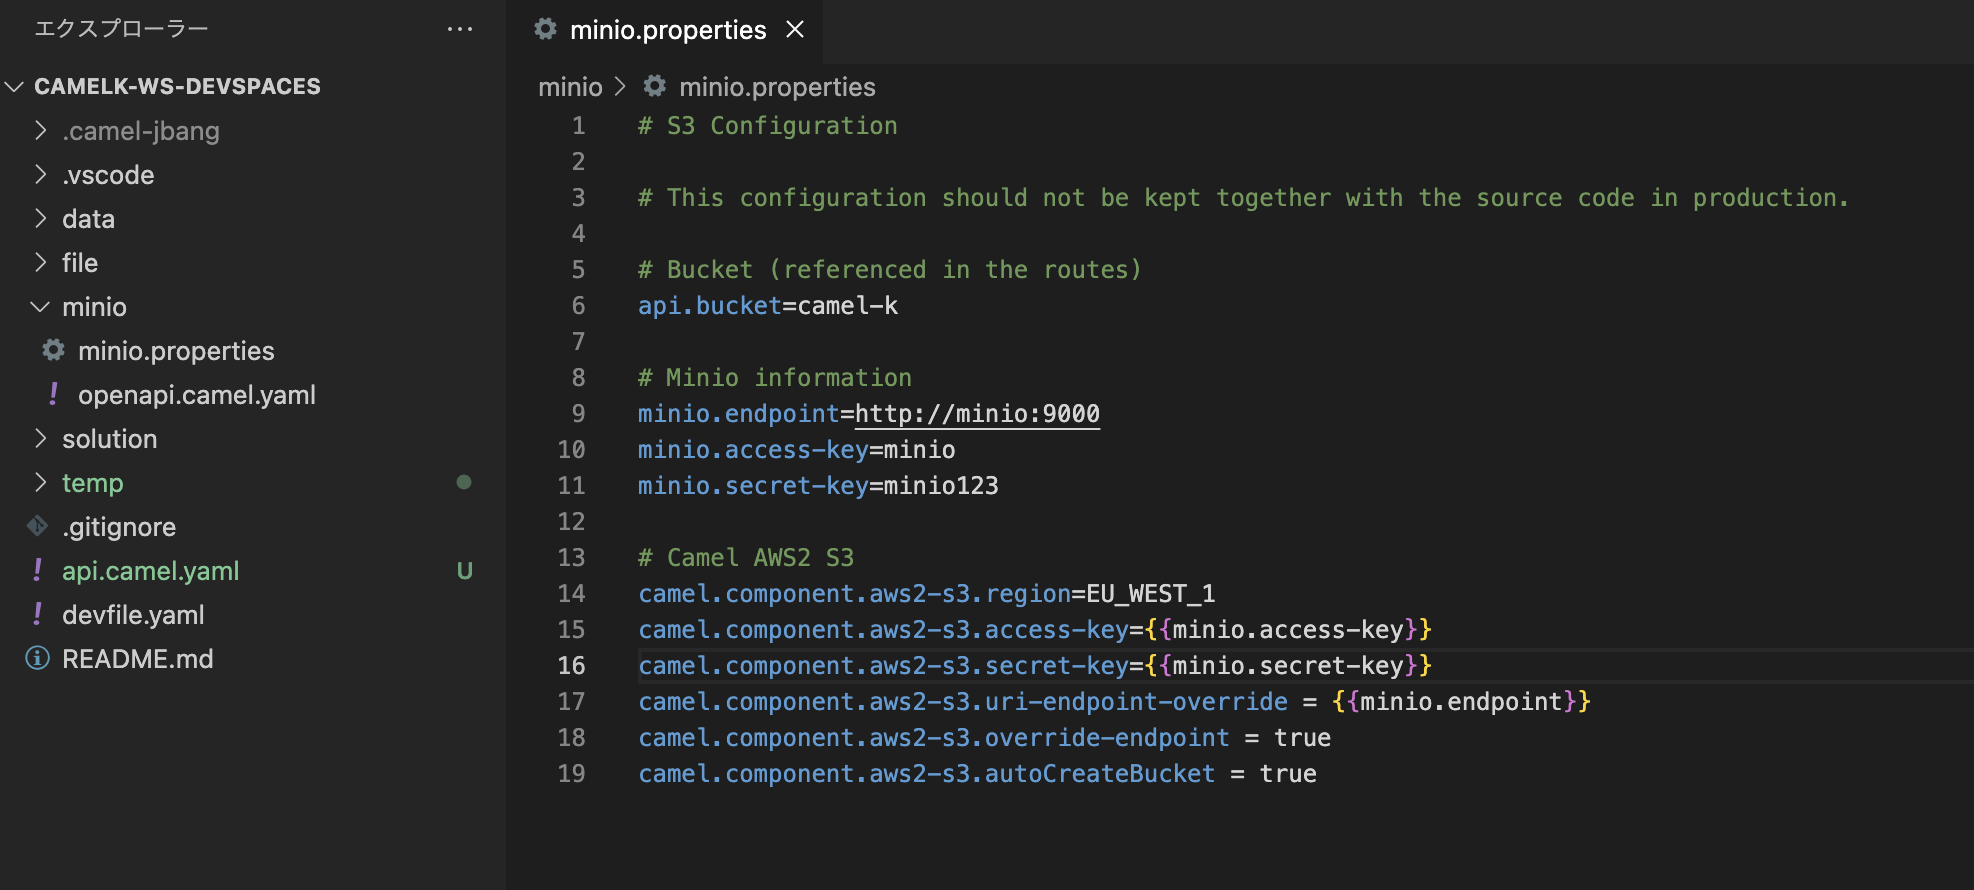 エクスプローラー
CAMELK-WS-DEVSPACES
.camel-jbang
.vscode
data
file
minio
minio.properties
openapi.camel.yaml
solution
temp
.gitignore
api.camel.yaml U
devfile.yaml
README.md
minio.properties
minio > minio.properties
1 # S3 Configuration
2
3 # This configuration should not be kept together with the source code in production.
4
5 # Bucket (referenced in the routes)
6 api.bucket=camel-k
7
8 # Minio information
9 minio.endpoint=http://minio:9000
10 minio.access-key=minio
11 minio.secret-key=minio123
12
13 # Camel AWS2 S3
14 camel.component.aws2-s3.region=EU_WEST_1
15 camel.component.aws2-s3.access-key={{minio.access-key}}
16 camel.component.aws2-s3.secret-key={{minio.secret-key}}
17 camel.component.aws2-s3.uri-endpoint-override = {{minio.endpoint}}
18 camel.component.aws2-s3.override-endpoint = true
19 camel.component.aws2-s3.autoCreateBucket = true